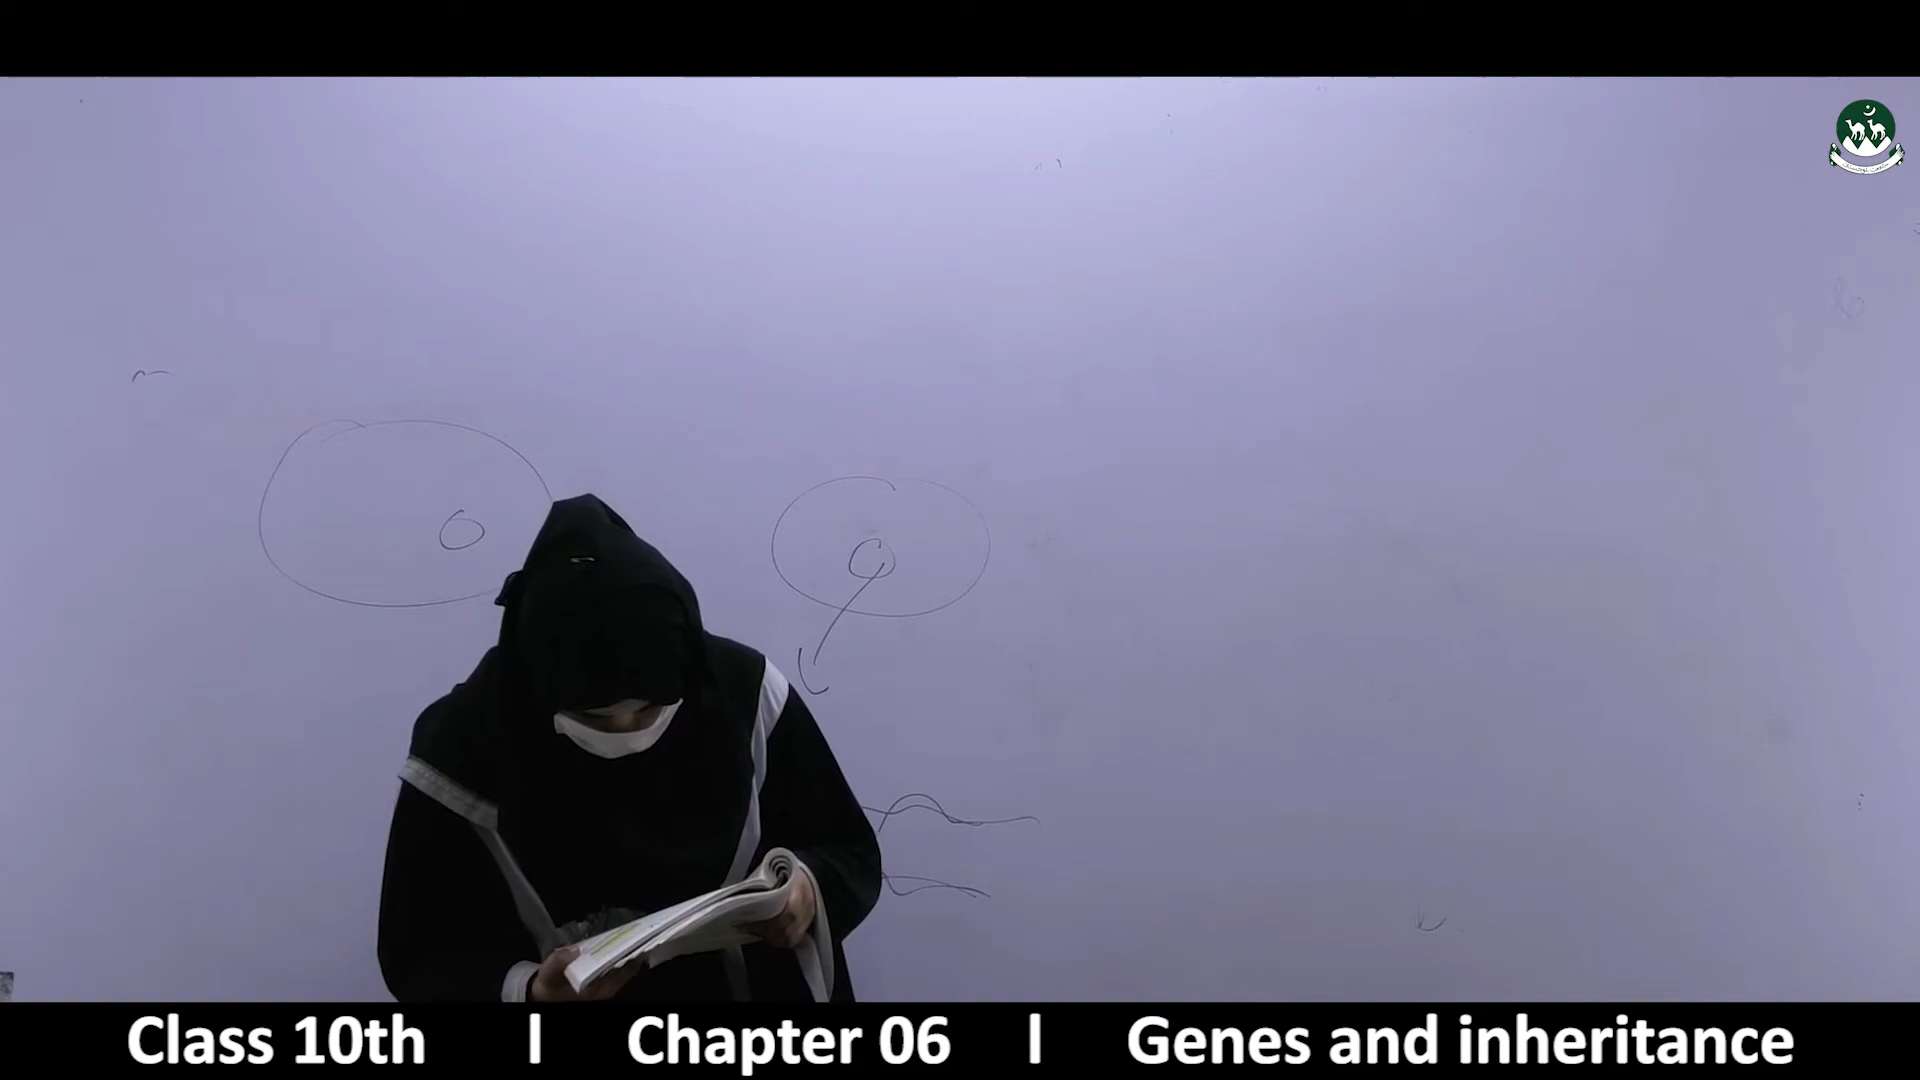 Class 10th | Chapter 06 | Genes and inheritance